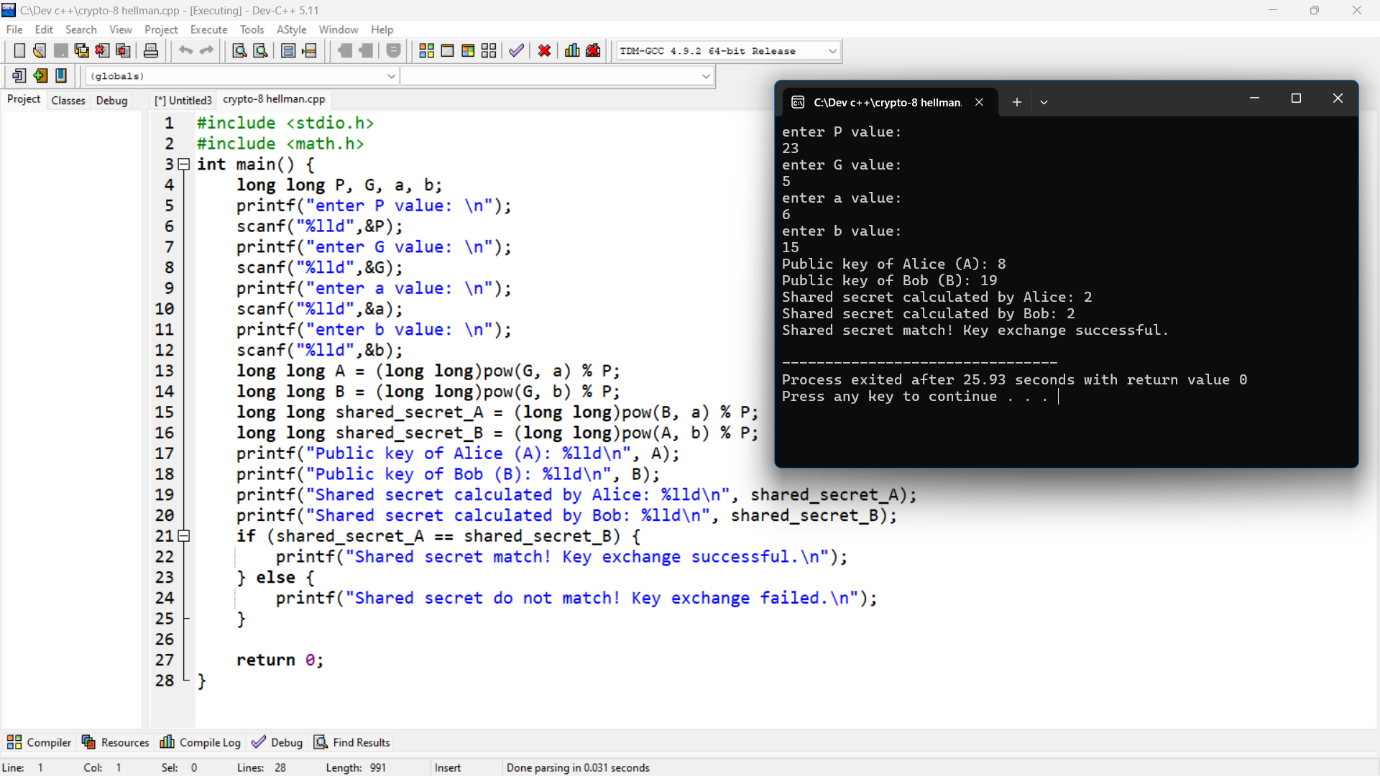 C:\Dev c++\crypto-8 hellman.cpp - [Executing] - Dev-C++ 5.11
File Edit Search View Project Execute Tools AStyle Window Help
TDM-GCC 4.9.2 64-bit Release
(globals)
Project Classes Debug
[*] Untitled3 crypto-8 hellman.cpp
1 #include <stdio.h>
2 #include <math.h>
3 int main() {
4 long long P, G, a, b;
5 printf("enter P value: \n");
6 scanf("%lld",&P);
7 printf("enter G value: \n");
8 scanf("%lld",&G);
9 printf("enter a value: \n");
10 scanf("%lld",&a);
11 printf("enter b value: \n");
12 scanf("%lld",&b);
13 long long A = (long long)pow(G, a) % P;
14 long long B = (long long)pow(G, b) % P;
15 long long shared_secret_A = (long long)pow(B, a) % P;
16 long long shared_secret_B = (long long)pow(A, b) % P;
17 printf("Public key of Alice (A): %lld\n", A);
18 printf("Public key of Bob (B): %lld\n", B);
19 printf("Shared secret calculated by Alice: %lld\n", shared_secret_A);
20 printf("Shared secret calculated by Bob: %lld\n", shared_secret_B);
21 if (shared_secret_A == shared_secret_B) {
22 printf("Shared secret match! Key exchange successful.\n");
23 } else {
24 printf("Shared secret do not match! Key exchange failed.\n");
25 }
26
27 return 0;
28 }
C:\Dev c++\crypto-8 hellman.
enter P value:
23
enter G value:
5
enter a value:
6
enter b value:
15
Public key of Alice (A): 8
Public key of Bob (B): 19
Shared secret calculated by Alice: 2
Shared secret calculated by Bob: 2
Shared secret match! Key exchange successful.
--------------------------------
Process exited after 25.93 seconds with return value 0
Press any key to continue . . .
Compiler Resources Compile Log Debug Find Results
Line: 1 Col: 1 Sel: 0 Lines: 28 Length: 991 Insert Done parsing in 0.031 seconds